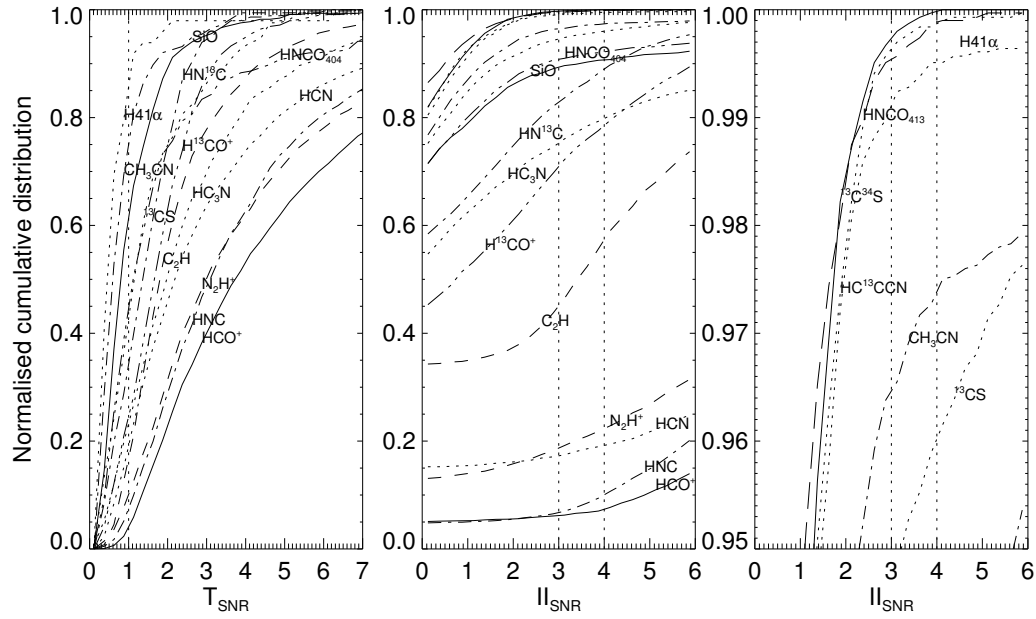 Normalised cumulative distribution
1.0
0.8
0.6
0.4
0.2
0.0
0 1 2 3 4 5 6 7
T_SNR
SiO
HN¹³C
HNCO₄₀₄
HCN
H41α
H¹³CO⁺
CH₃CN
HC₃N
¹³CS
C₂H
N₂H⁺
HNC
HCO⁺
1.0
0.8
0.6
0.4
0.2
0.0
0 1 2 3 4 5 6
II_SNR
HNCO₄₀₄
SiO
HN¹³C
HC₃N
H¹³CO⁺
C₂H
N₂H⁺
HCN
HNC
HCO⁺
1.00
0.99
0.98
0.97
0.96
0.95
0 1 2 3 4 5 6
II_SNR
H41α
HNCO₄₁₃
¹³C³⁴S
HC¹³CCN
CH₃CN
¹³CS